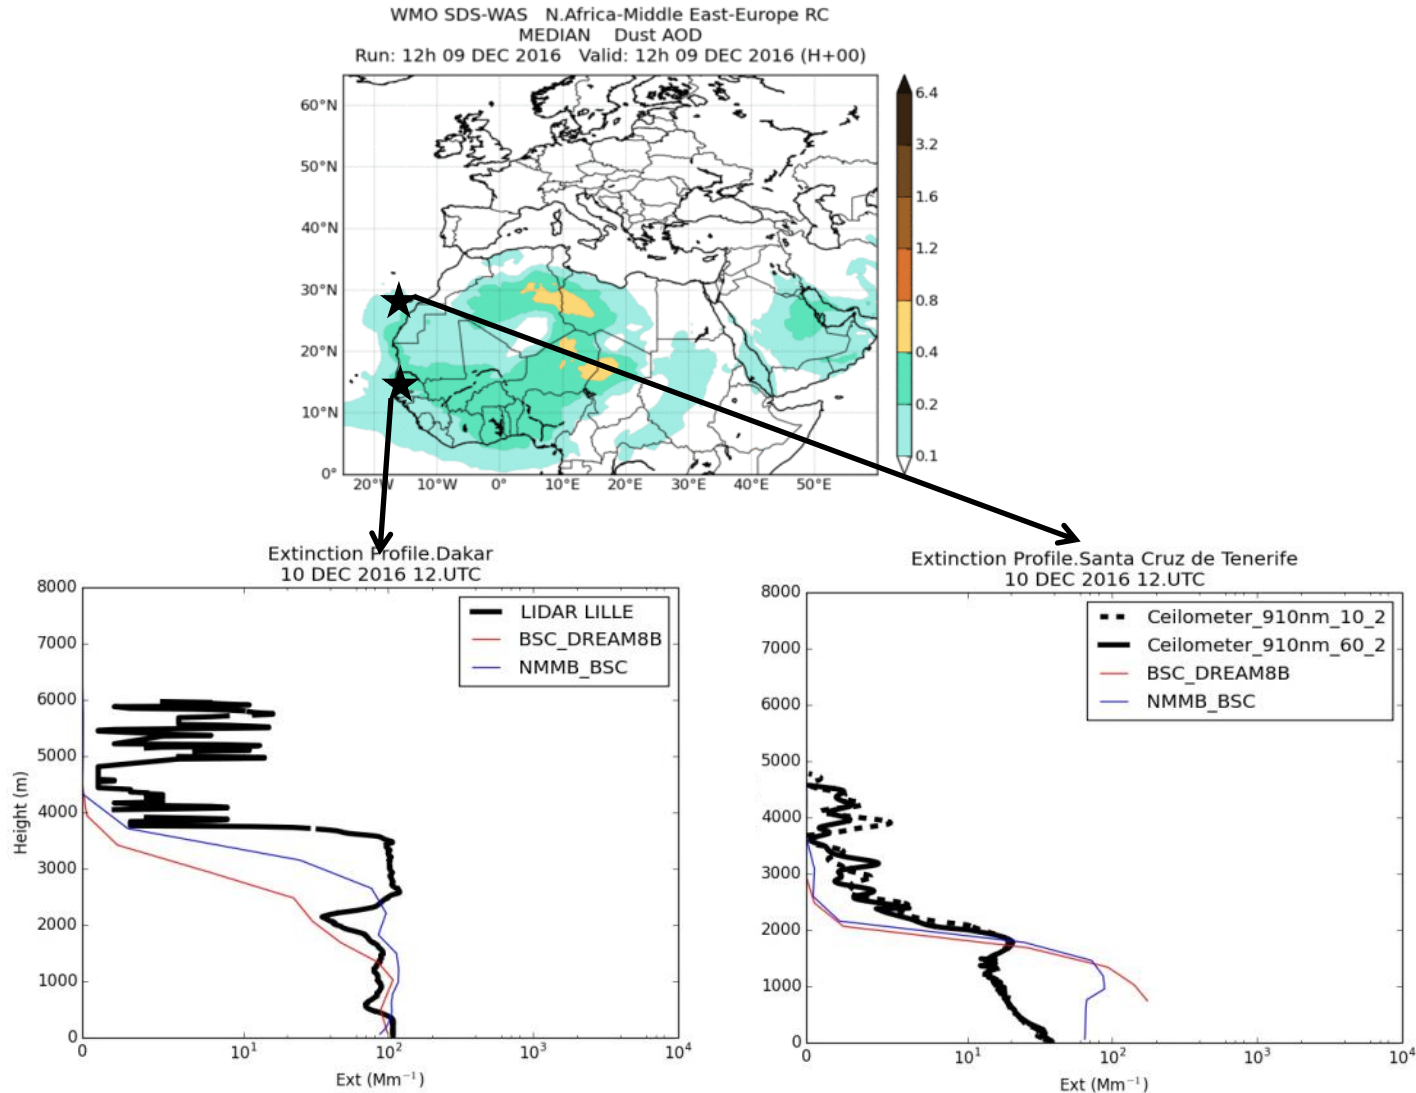 WMO SDS-WAS N.Africa-Middle East-Europe RC
MEDIAN Dust AOD
Run: 12h 09 DEC 2016 Valid: 12h 09 DEC 2016 (H+00)
60°N
50°N
40°N
30°N
20°N
10°N
0°
20°W 10°W 0° 10°E 20°E 30°E 40°E 50°E
6.4
3.2
1.6
1.2
0.8
0.4
0.2
0.1
Extinction Profile.Dakar
10 DEC 2016 12.UTC
8000
7000
6000
5000
4000
3000
2000
1000
0
Height (m)
LIDAR LILLE
BSC_DREAM8B
NMMB_BSC
0 10¹ 10² 10³ 10⁴
Ext (Mm⁻¹)
Extinction Profile.Santa Cruz de Tenerife
10 DEC 2016 12.UTC
8000
7000
6000
5000
4000
3000
2000
1000
0
Ceilometer_910nm_10_2
Ceilometer_910nm_60_2
BSC_DREAM8B
NMMB_BSC
0 10¹ 10² 10³ 10⁴
Ext (Mm⁻¹)